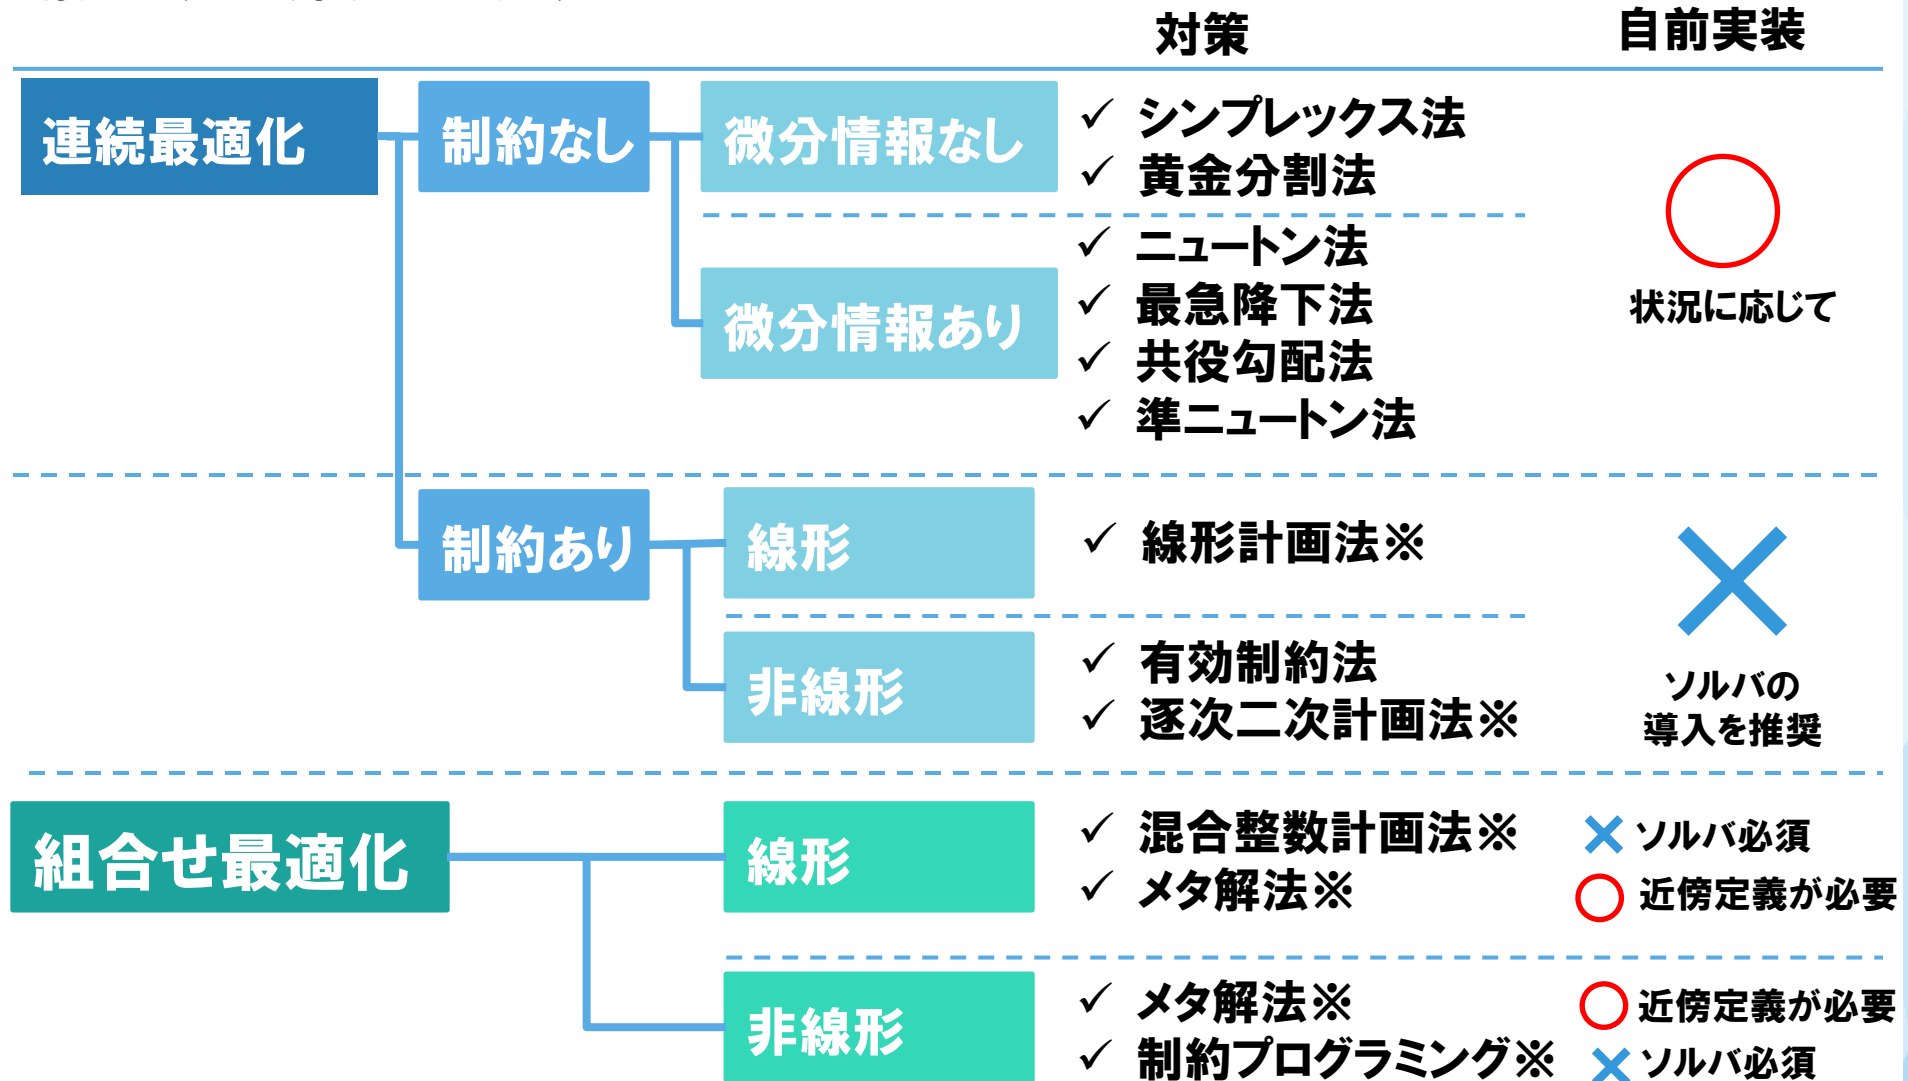 対策
自前実装
連続最適化
制約なし
微分情報なし
✓ シンプレックス法
✓ 黄金分割法
微分情報あり
✓ ニュートン法
✓ 最急降下法
✓ 共役勾配法
✓ 準ニュートン法
状況に応じて
制約あり
線形
✓ 線形計画法※
非線形
✓ 有効制約法
✓ 逐次二次計画法※
ソルバの
導入を推奨
組合せ最適化
線形
✓ 混合整数計画法※
ソルバ必須
✓ メタ解法※
近傍定義が必要
非線形
✓ メタ解法※
近傍定義が必要
✓ 制約プログラミング※
ソルバ必須